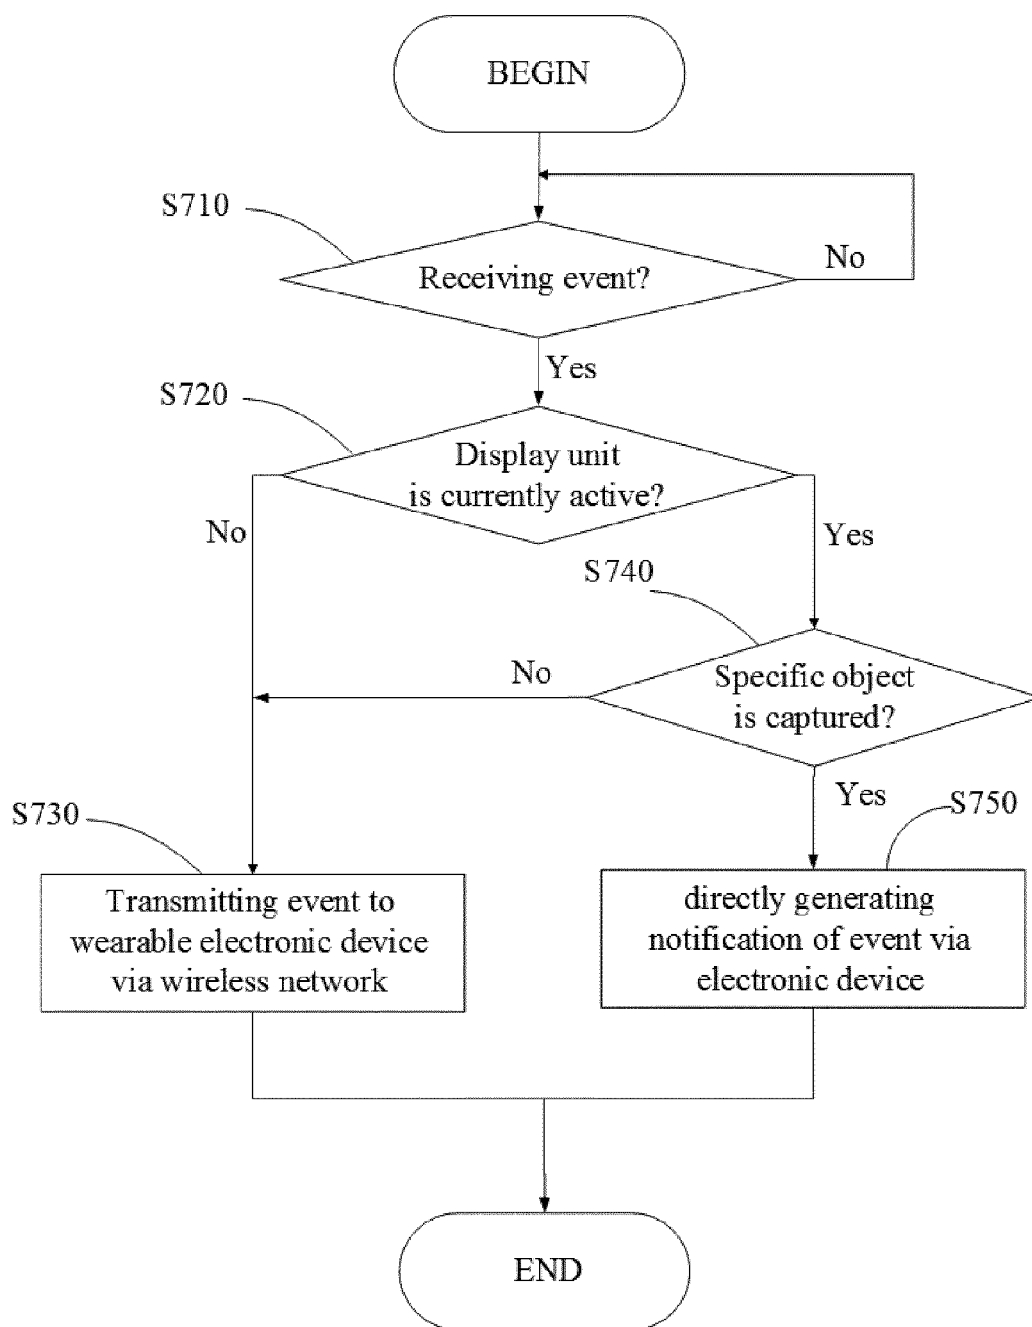 BEGIN
S710
Receiving event?
No
Yes
S720
Display unit
is currently active?
No
Yes
S740
Specific object
is captured?
No
Yes
S730
Transmitting event to
wearable electronic device
via wireless network
S750
directly generating
notification of event via
electronic device
END